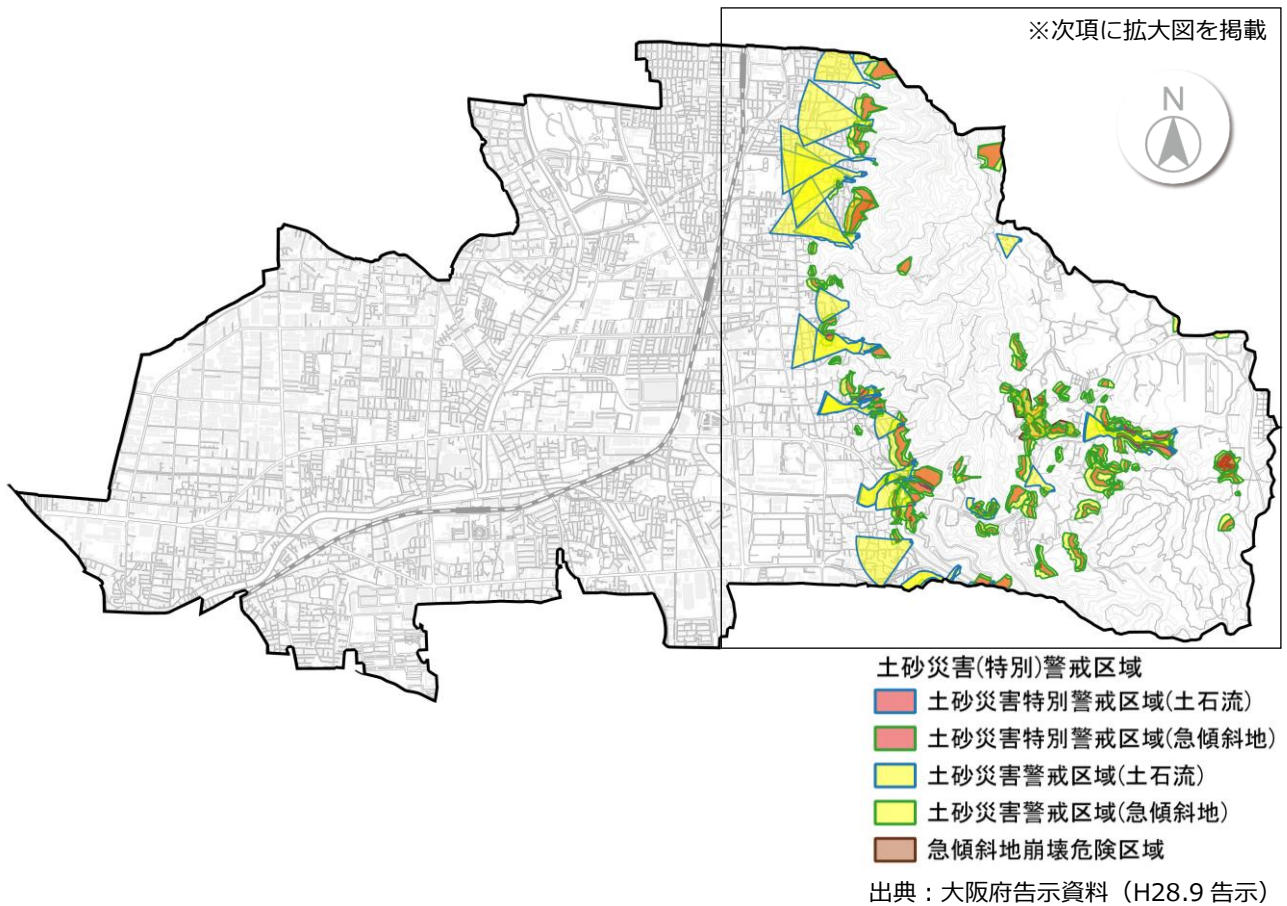 ※次項に拡大図を掲載
N
土砂災害(特別)警戒区域
土砂災害特別警戒区域(土石流)
土砂災害特別警戒区域(急傾斜地)
土砂災害警戒区域(土石流)
土砂災害警戒区域(急傾斜地)
急傾斜地崩壊危険区域
出典：大阪府告示資料（H28.9 告示）